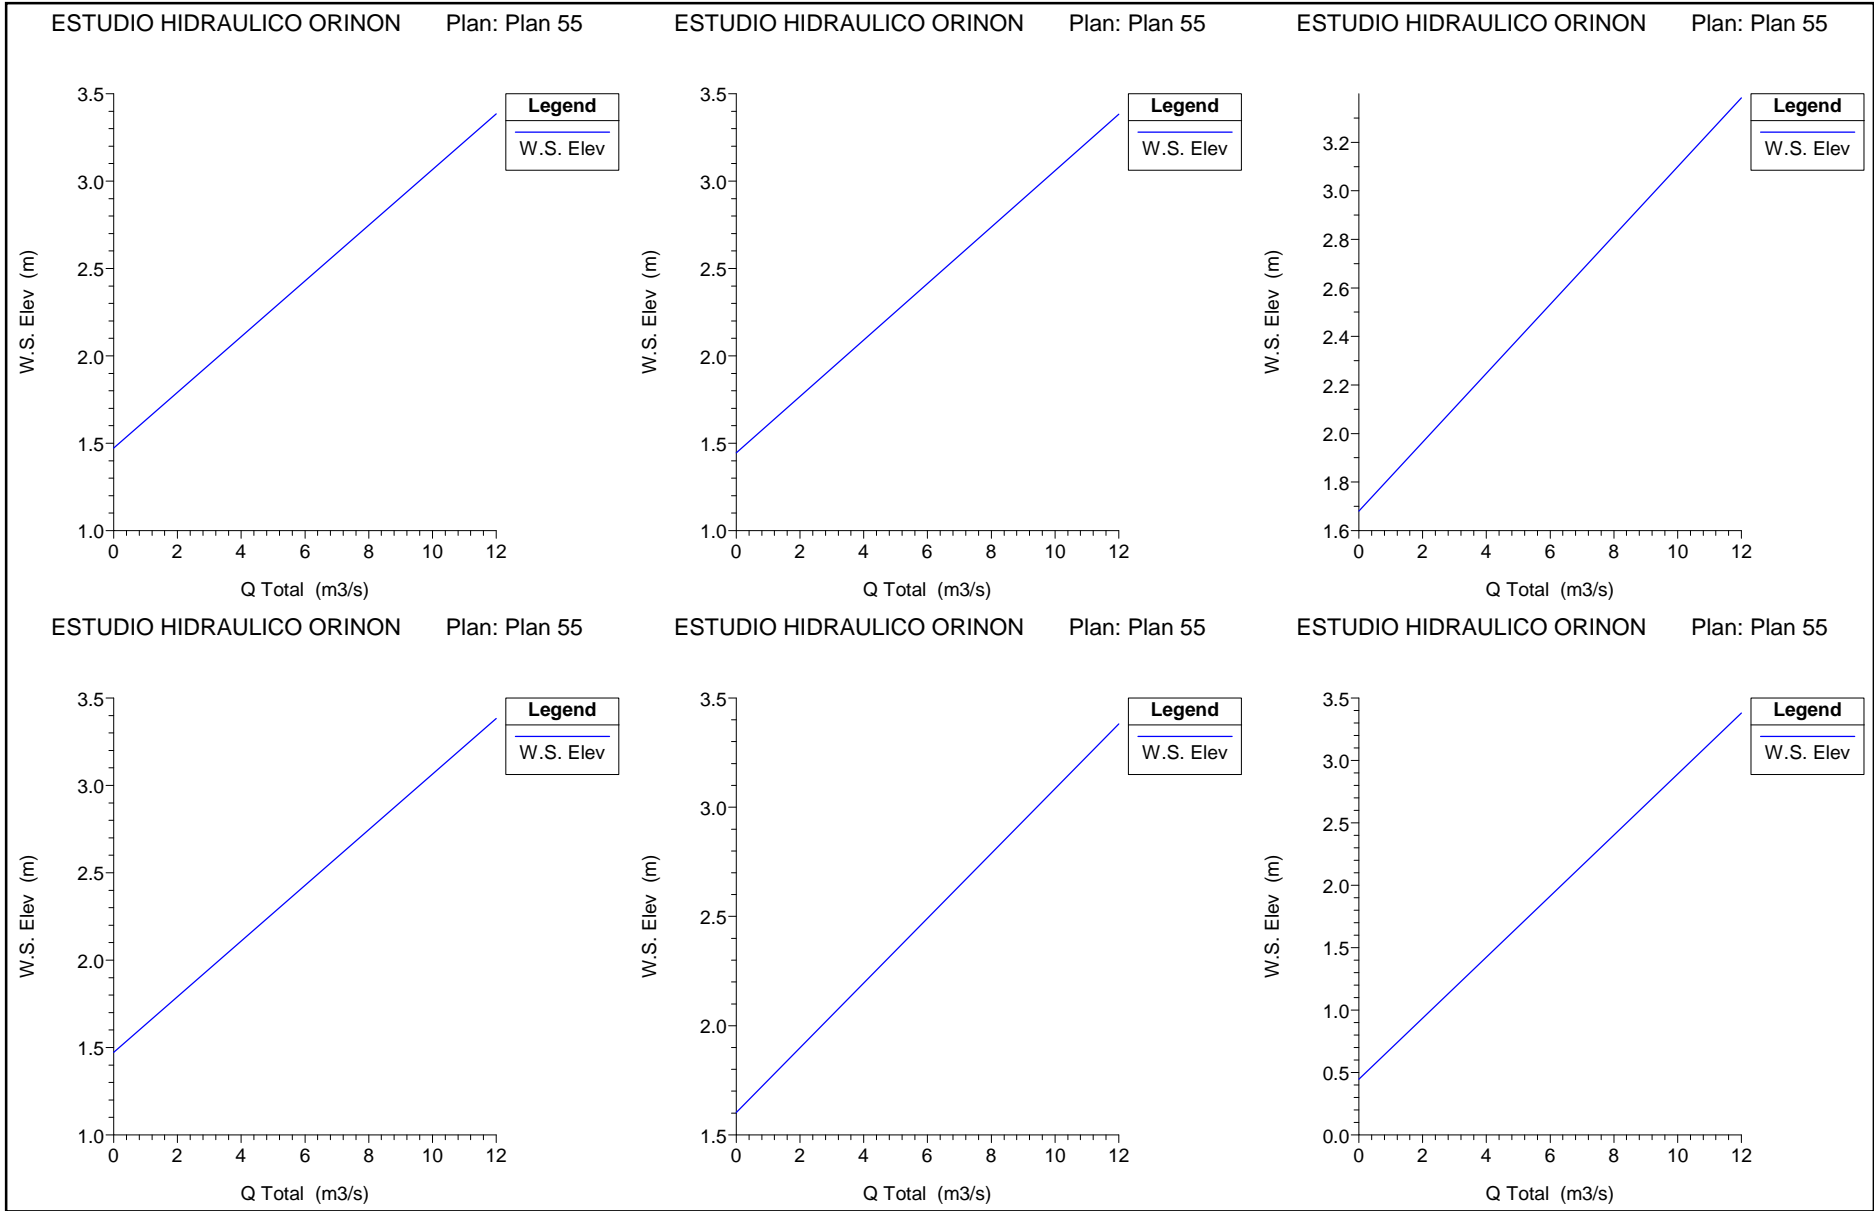 ESTUDIO HIDRAULICO ORINON Plan: Plan 55
3.5
3.0
2.5
2.0
1.5
1.0
W.S. Elev (m)
0 2 4 6 8 10 12
Q Total (m3/s)
Legend
W.S. Elev
ESTUDIO HIDRAULICO ORINON Plan: Plan 55
3.5
3.0
2.5
2.0
1.5
1.0
W.S. Elev (m)
0 2 4 6 8 10 12
Q Total (m3/s)
Legend
W.S. Elev
ESTUDIO HIDRAULICO ORINON Plan: Plan 55
3.2
3.0
2.8
2.6
2.4
2.2
2.0
1.8
1.6
W.S. Elev (m)
0 2 4 6 8 10 12
Q Total (m3/s)
Legend
W.S. Elev
ESTUDIO HIDRAULICO ORINON Plan: Plan 55
3.5
3.0
2.5
2.0
1.5
1.0
W.S. Elev (m)
0 2 4 6 8 10 12
Q Total (m3/s)
Legend
W.S. Elev
ESTUDIO HIDRAULICO ORINON Plan: Plan 55
3.5
3.0
2.5
2.0
1.5
W.S. Elev (m)
0 2 4 6 8 10 12
Q Total (m3/s)
Legend
W.S. Elev
ESTUDIO HIDRAULICO ORINON Plan: Plan 55
3.5
3.0
2.5
2.0
1.5
1.0
0.5
0.0
W.S. Elev (m)
0 2 4 6 8 10 12
Q Total (m3/s)
Legend
W.S. Elev